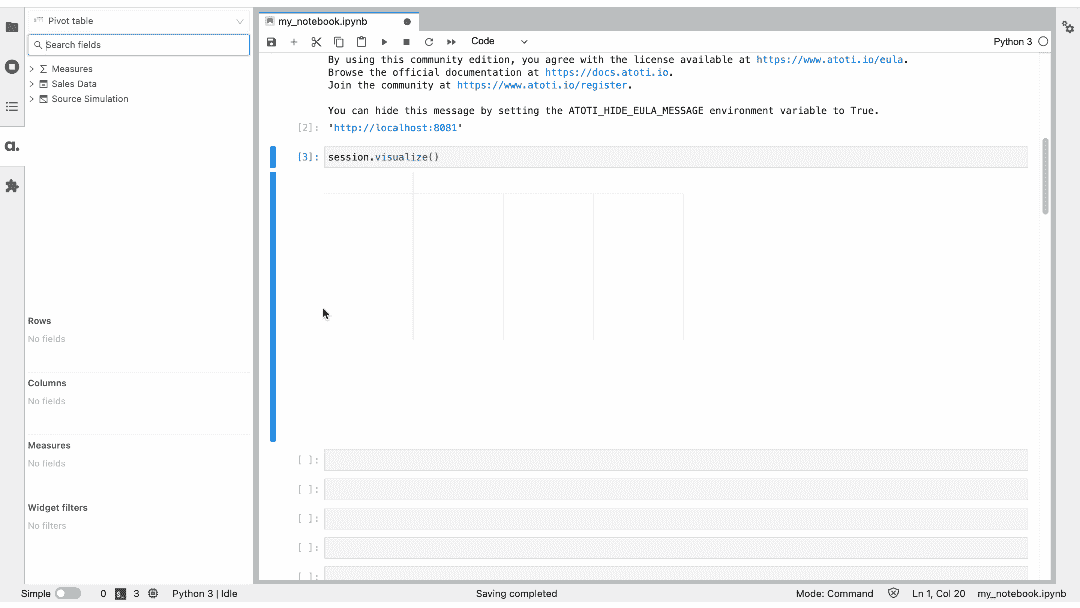 Pivot table
Search fields
Measures
Sales Data
Source Simulation
Rows
No fields
Columns
No fields
Measures
No fields
Widget filters
No filters
my_notebook.ipynb
Code
Python 3
By using this community edition, you agree with the license available at https://www.atoti.io/eula.
Browse the official documentation at https://docs.atoti.io.
Join the community at https://www.atoti.io/register.
You can hide this message by setting the ATOTI_HIDE_EULA_MESSAGE environment variable to True.
[2]: 'http://localhost:8081'
[3]: session.visualize()
[ ]:
[ ]:
[ ]:
[ ]:
[ ]:
a.
Simple 0 $_ 3 Python 3 | Idle Saving completed Mode: Command Ln 1, Col 20 my_notebook.ipynb